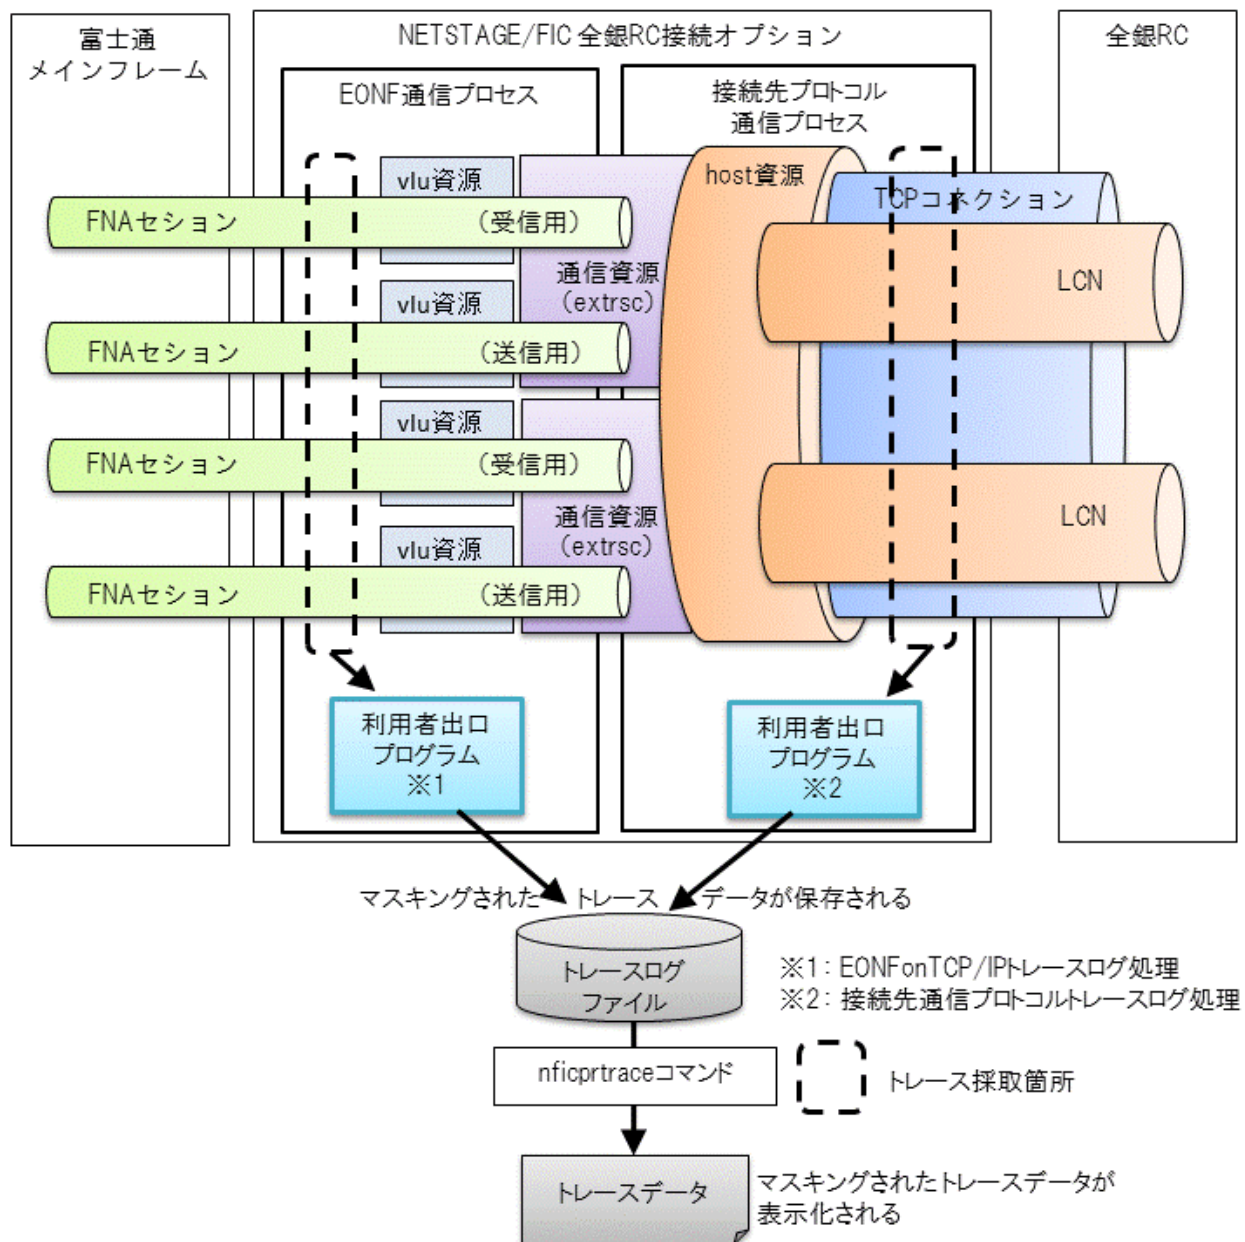 富士通
メインフレーム
NETSTAGE/FIC 全銀RC接続オプション
全銀RC
EONF通信プロセス
接続先プロトコル
通信プロセス
vlu資源
host資源
TCPコネクション
FNAセション
(受信用)
通信資源
(extrsc)
LCN
vlu資源
FNAセション
(送信用)
vlu資源
FNAセション
(受信用)
通信資源
(extrsc)
LCN
vlu資源
FNAセション
(送信用)
利用者出口
プログラム
※1
利用者出口
プログラム
※2
マスキングされた トレース データが保存される
トレースログ
ファイル
※1: EONFonTCP/IPトレースログ処理
※2: 接続先通信プロトコルトレースログ処理
nficprtraceコマンド
トレース採取箇所
トレースデータ
マスキングされたトレースデータが
表示化される